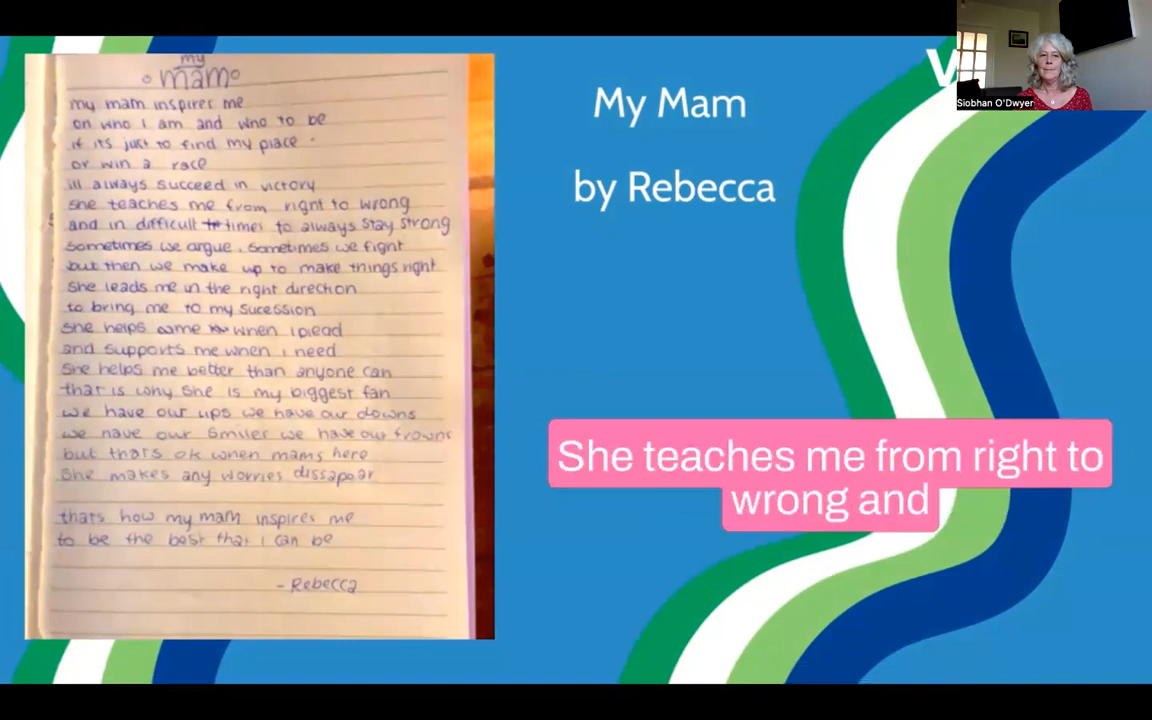 my
mam
my mam inspires me
on who i am and who to be
if its just to find my place
or win a race
ill always succeed in victory
she teaches me from right to wrong
and in difficult times to always stay strong
sometimes we argue, sometimes we fight
but then we make up to make things right
She leads me in the right direction
to bring me to my sucession
she helps me when i plead
and supports me when i need
She helps me better than anyone can
that is why she is my biggest fan
we have our ups we have our downs
we have our smiles we have our frowns
but thats ok when mams here
She makes any worries dissapear
thats how my mam inspires me
to be the best that i can be
- Rebecca
My Mam
by Rebecca
Siobhan O'Dwyer
She teaches me from right to
wrong and